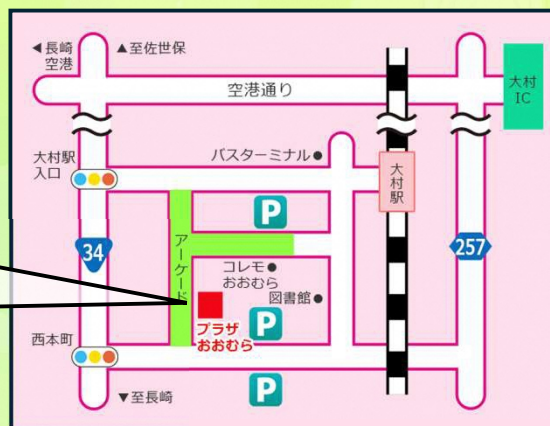 ◀長崎
空港
▲至佐世保
空港通り
大村
IC
大村駅
入口
バスターミナル●
大村駅
P
アーケード
34
257
コレモ●
おおむら
図書館●
プラザ
おおむら
P
西本町
P
▼至長崎